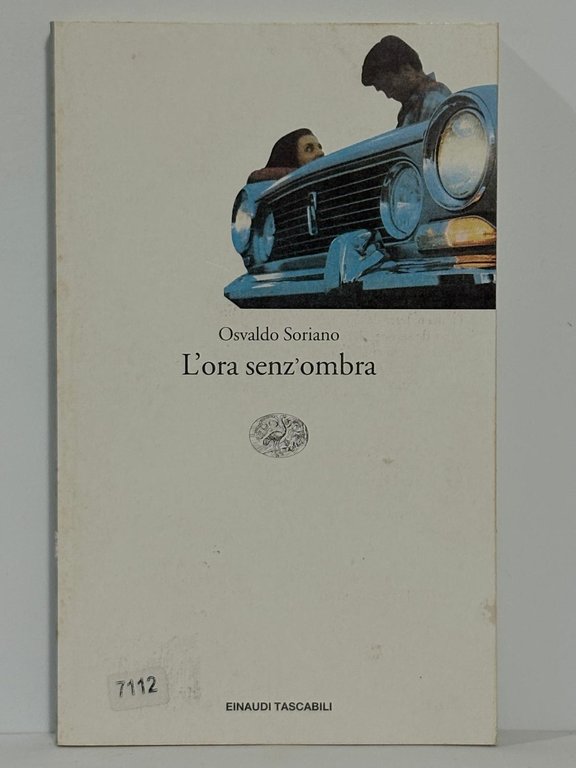 Osvaldo Soriano
L'ora senz'ombra
7112
EINAUDI TASCABILI